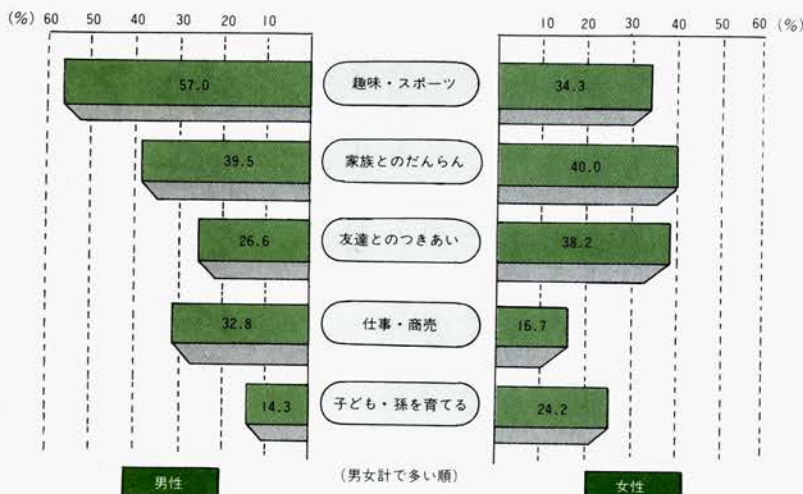 (%) 60 50 40 30 20 10
10 20 30 40 50 60 (%)
57.0 趣味・スポーツ 34.3
39.5 家族とのだんらん 40.0
26.6 友達とのつきあい 38.2
32.8 仕事・商売 16.7
14.3 子ども・孫を育てる 24.2
男性 (男女計で多い順) 女性